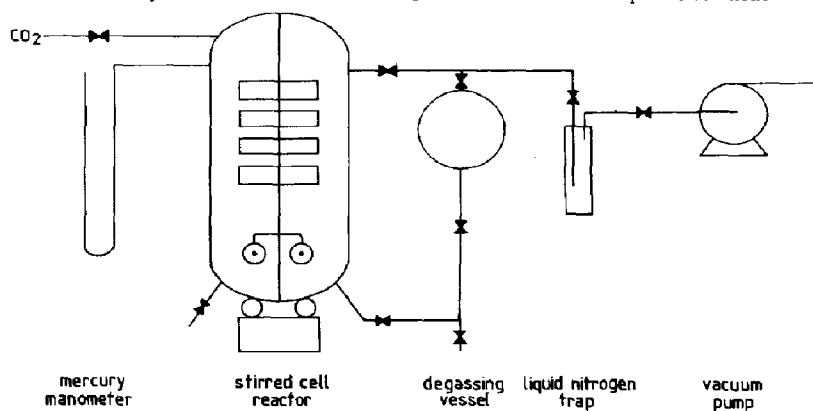 CO2
mercury
manometer
stirred cell
reactor
degassing
vessel
liquid nitrogen
trap
vacuum
pump